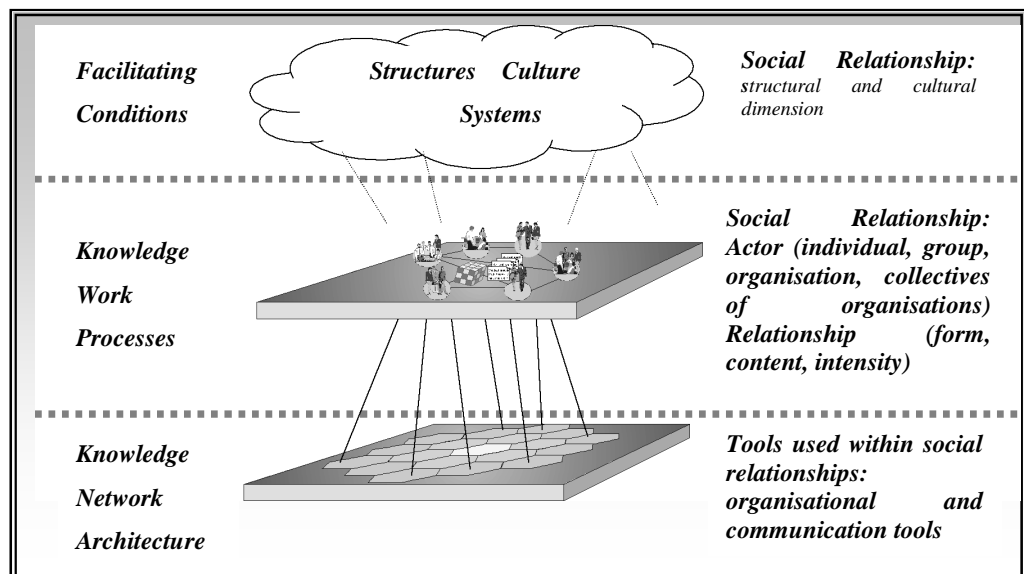 Facilitating
Conditions
Structures Culture
Systems
Social Relationship:
structural and cultural
dimension
Knowledge
Work
Processes
Social Relationship:
Actor (individual, group,
organisation, collectives
of organisations)
Relationship (form,
content, intensity)
Knowledge
Network
Architecture
Tools used within social
relationships:
organisational and
communication tools